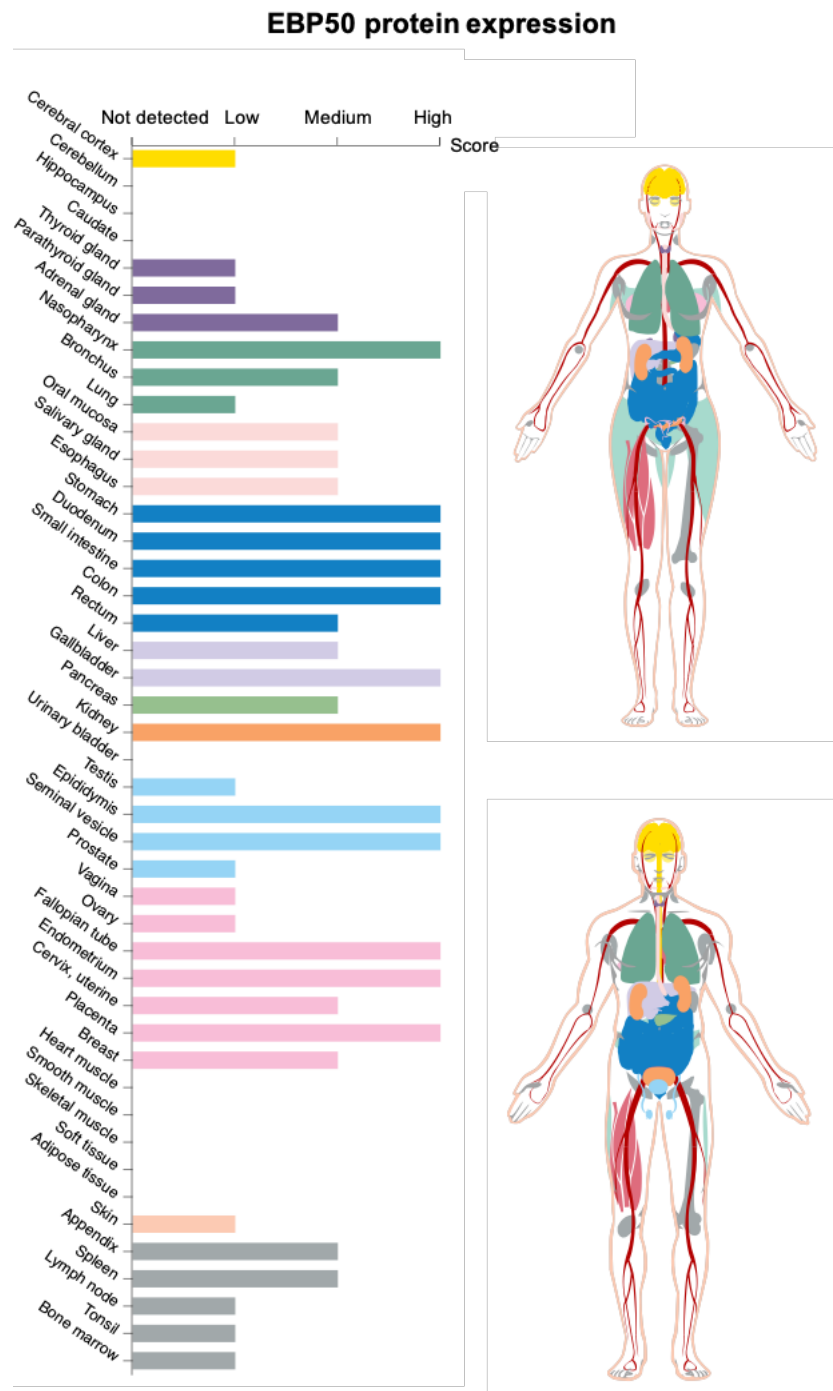 EBP50 protein expression
Not detected Low Medium High
Score
Cerebral cortex
Cerebellum
Hippocampus
Caudate
Thyroid gland
Parathyroid gland
Adrenal gland
Nasopharynx
Bronchus
Lung
Oral mucosa
Salivary gland
Esophagus
Stomach
Duodenum
Small intestine
Colon
Rectum
Liver
Gallbladder
Pancreas
Kidney
Urinary bladder
Testis
Epididymis
Seminal vesicle
Prostate
Vagina
Ovary
Fallopian tube
Endometrium
Cervix, uterine
Placenta
Breast
Heart muscle
Smooth muscle
Skeletal muscle
Soft tissue
Adipose tissue
Skin
Appendix
Spleen
Lymph node
Tonsil
Bone marrow